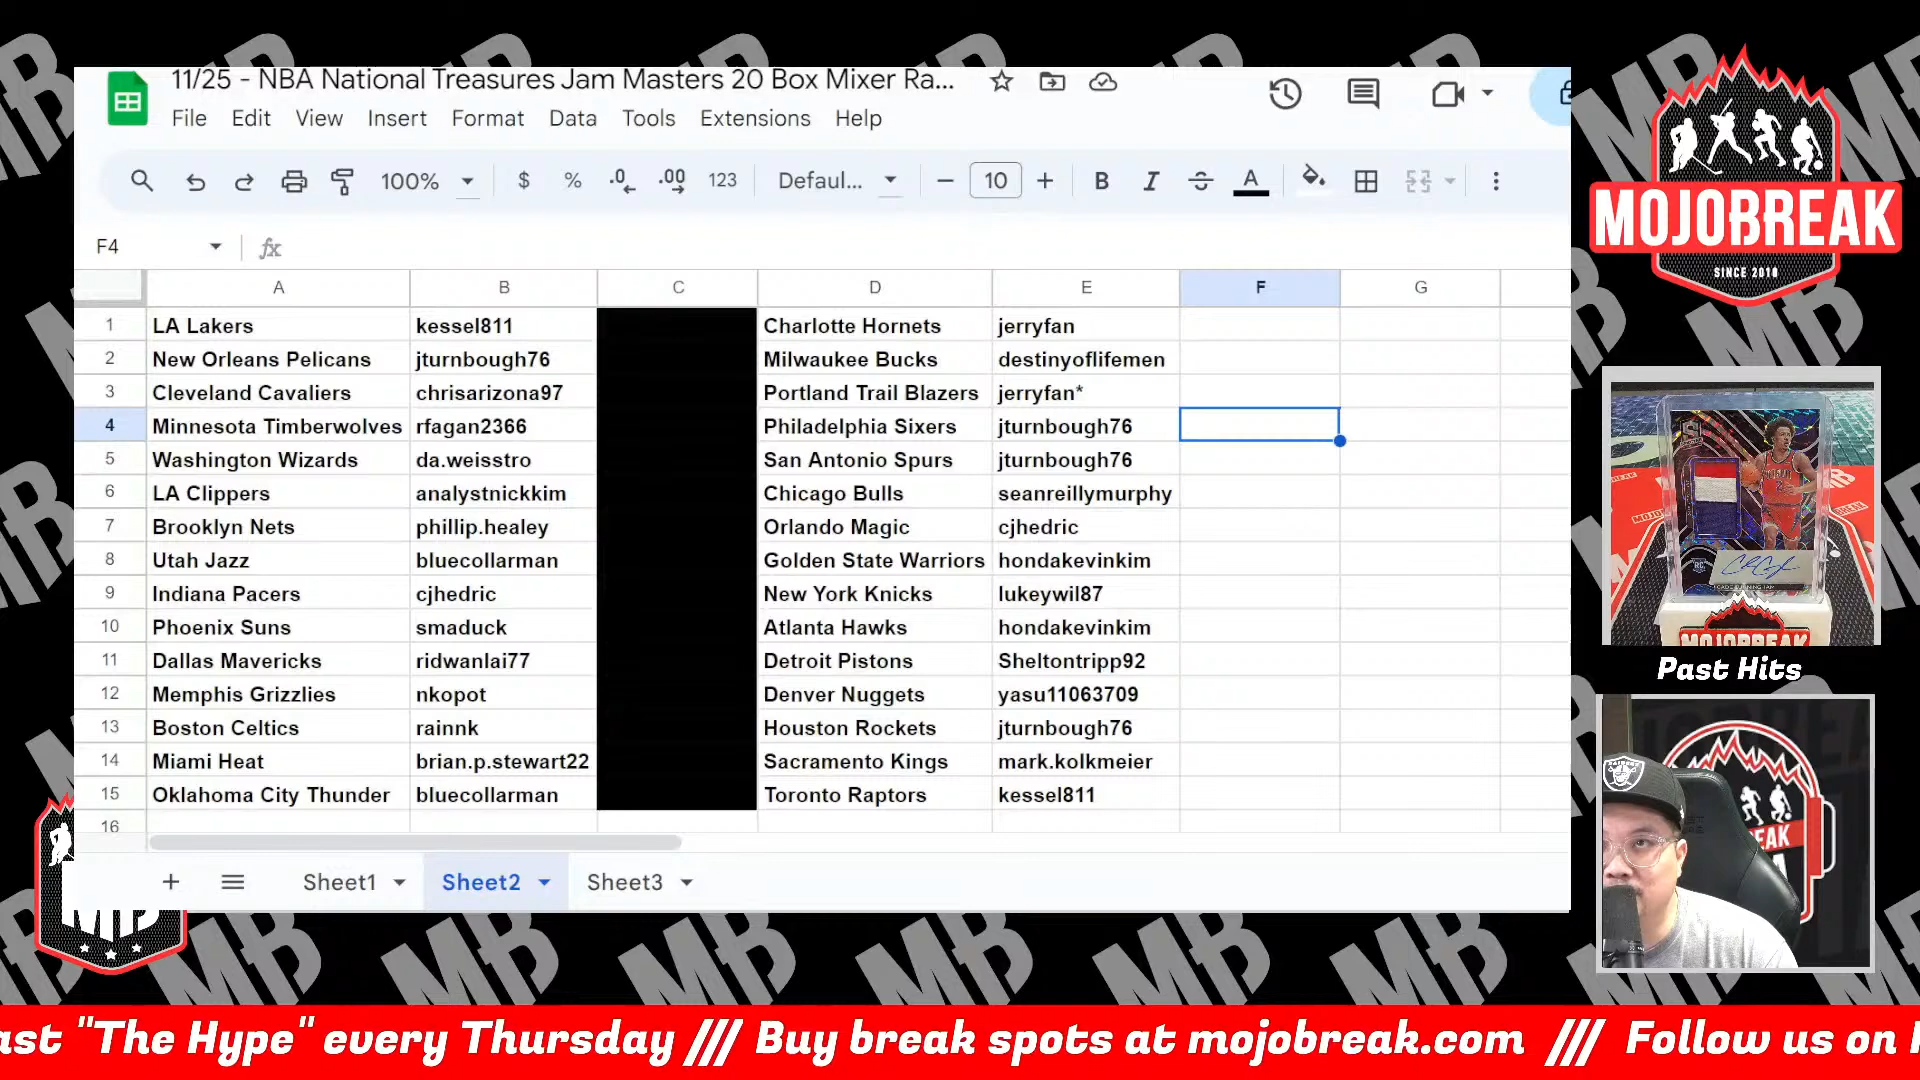 11/25 - NBA National Treasures Jam Masters 20 Box Mixer Ra...
File Edit View Insert Format Data Tools Extensions Help
100% $ % .0 .00 123 Defaul... 10 B I S A
F4 fx
A B C D E F G
1 LA Lakers kessel811 Charlotte Hornets jerryfan
2 New Orleans Pelicans jturnbough76 Milwaukee Bucks destinyoflifemen
3 Cleveland Cavaliers chrisarizona97 Portland Trail Blazers jerryfan*
4 Minnesota Timberwolves rfagan2366 Philadelphia Sixers jturnbough76
5 Washington Wizards da.weisstro San Antonio Spurs jturnbough76
6 LA Clippers analystnickkim Chicago Bulls seanreillymurphy
7 Brooklyn Nets phillip.healey Orlando Magic cjhedric
8 Utah Jazz bluecollarman Golden State Warriors hondakevinkim
9 Indiana Pacers cjhedric New York Knicks lukeywil87
10 Phoenix Suns smaduck Atlanta Hawks hondakevinkim
11 Dallas Mavericks ridwanlai77 Detroit Pistons Sheltontripp92
12 Memphis Grizzlies nkopot Denver Nuggets yasu11063709
13 Boston Celtics rainnk Houston Rockets jturnbough76
14 Miami Heat brian.p.stewart22 Sacramento Kings mark.kolkmeier
15 Oklahoma City Thunder bluecollarman Toronto Raptors kessel811
16
Sheet1 Sheet2 Sheet3
MOJOBREAK
SINCE 2010
MOJOBREAK
Past Hits
RAIDERS
MB
ast "The Hype" every Thursday /// Buy break spots at mojobreak.com /// Follow us on